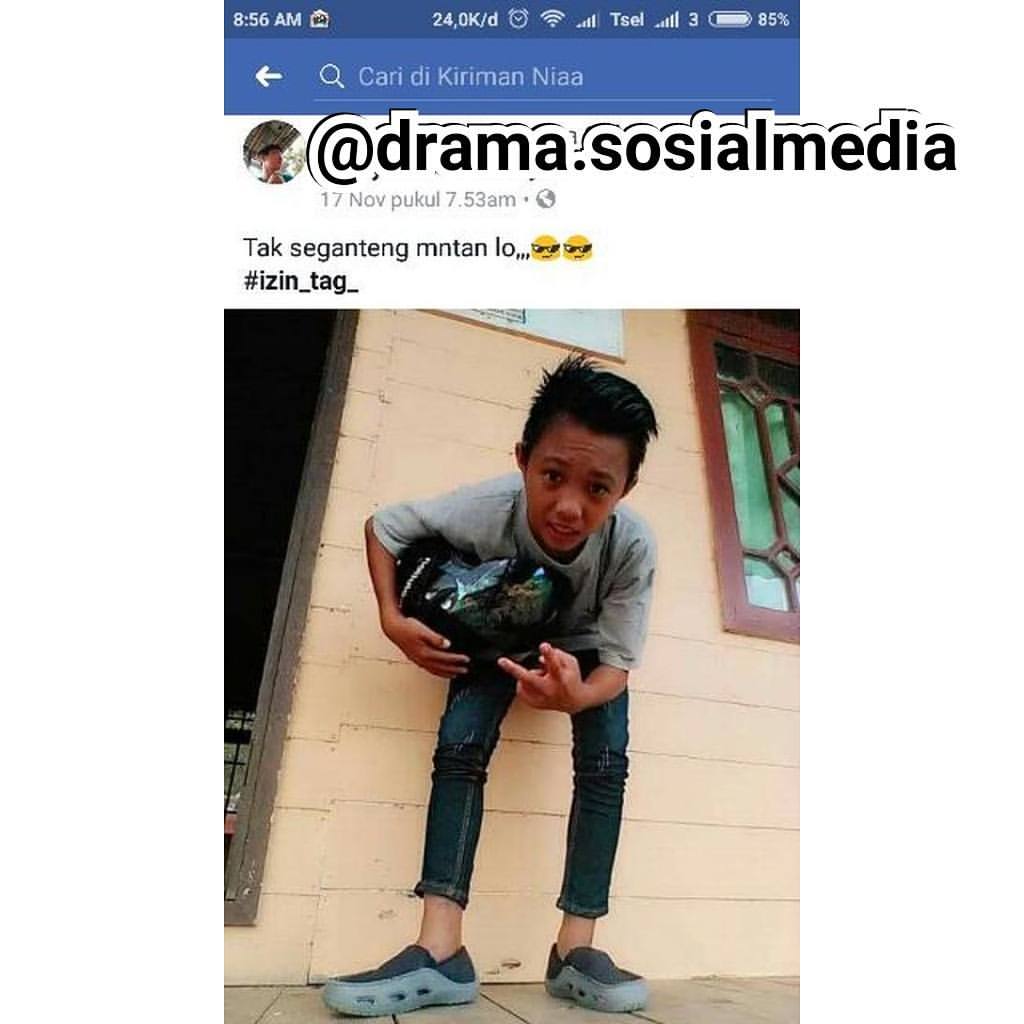 8:56 AM 24,0K/d Tsel 3 85%
Cari di Kiriman Niaa
@drama.sosialmedia
17 Nov pukul 7.53am •
Tak seganteng mntan lo,,,😎😎
#izin_tag_